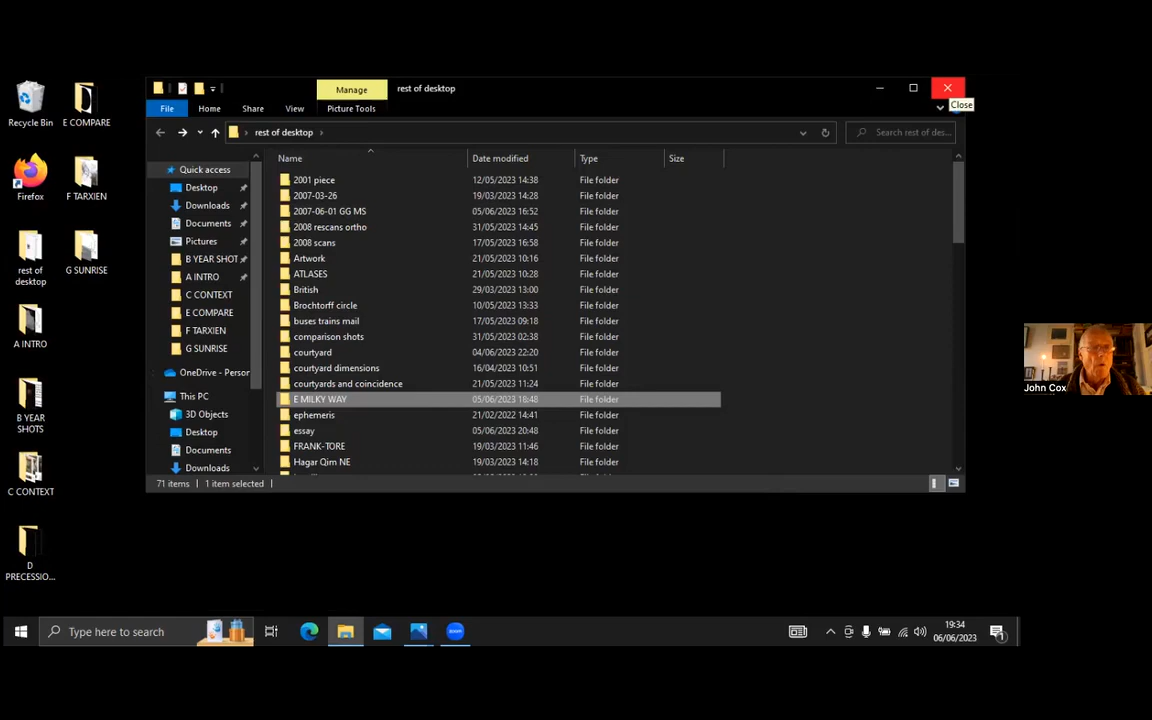 Manage
rest of desktop
Close
File
Home
Share
View
Picture Tools
rest of desktop
Search rest of des...
Recycle Bin
E COMPARE
Firefox
F TARXIEN
rest of
desktop
G SUNRISE
A INTRO
B YEAR
SHOTS
C CONTEXT
D
PRECESSIO...
Quick access
Desktop
Downloads
Documents
Pictures
B YEAR SHOT
A INTRO
C CONTEXT
E COMPARE
F TARXIEN
G SUNRISE
OneDrive - Person
This PC
3D Objects
Desktop
Documents
Downloads
Name Date modified Type Size
2001 piece 12/05/2023 14:38 File folder
2007-03-26 19/03/2023 14:28 File folder
2007-06-01 GG MS 05/06/2023 16:52 File folder
2008 rescans ortho 31/05/2023 14:45 File folder
2008 scans 17/05/2023 16:58 File folder
Artwork 21/05/2023 10:16 File folder
ATLASES 21/05/2023 10:28 File folder
British 29/03/2023 13:00 File folder
Brochtorff circle 10/05/2023 13:33 File folder
buses trains mail 17/05/2023 09:18 File folder
comparison shots 31/05/2023 02:38 File folder
courtyard 04/06/2023 22:20 File folder
courtyard dimensions 16/04/2023 10:51 File folder
courtyards and coincidence 21/05/2023 11:24 File folder
E MILKY WAY 05/06/2023 18:48 File folder
ephemeris 21/02/2022 14:41 File folder
essay 05/06/2023 20:48 File folder
FRANK-TORE 19/03/2023 11:46 File folder
Hagar Qim NE 19/03/2023 14:18 File folder
71 items 1 item selected
John Cox
Type here to search
19:34
06/06/2023
1